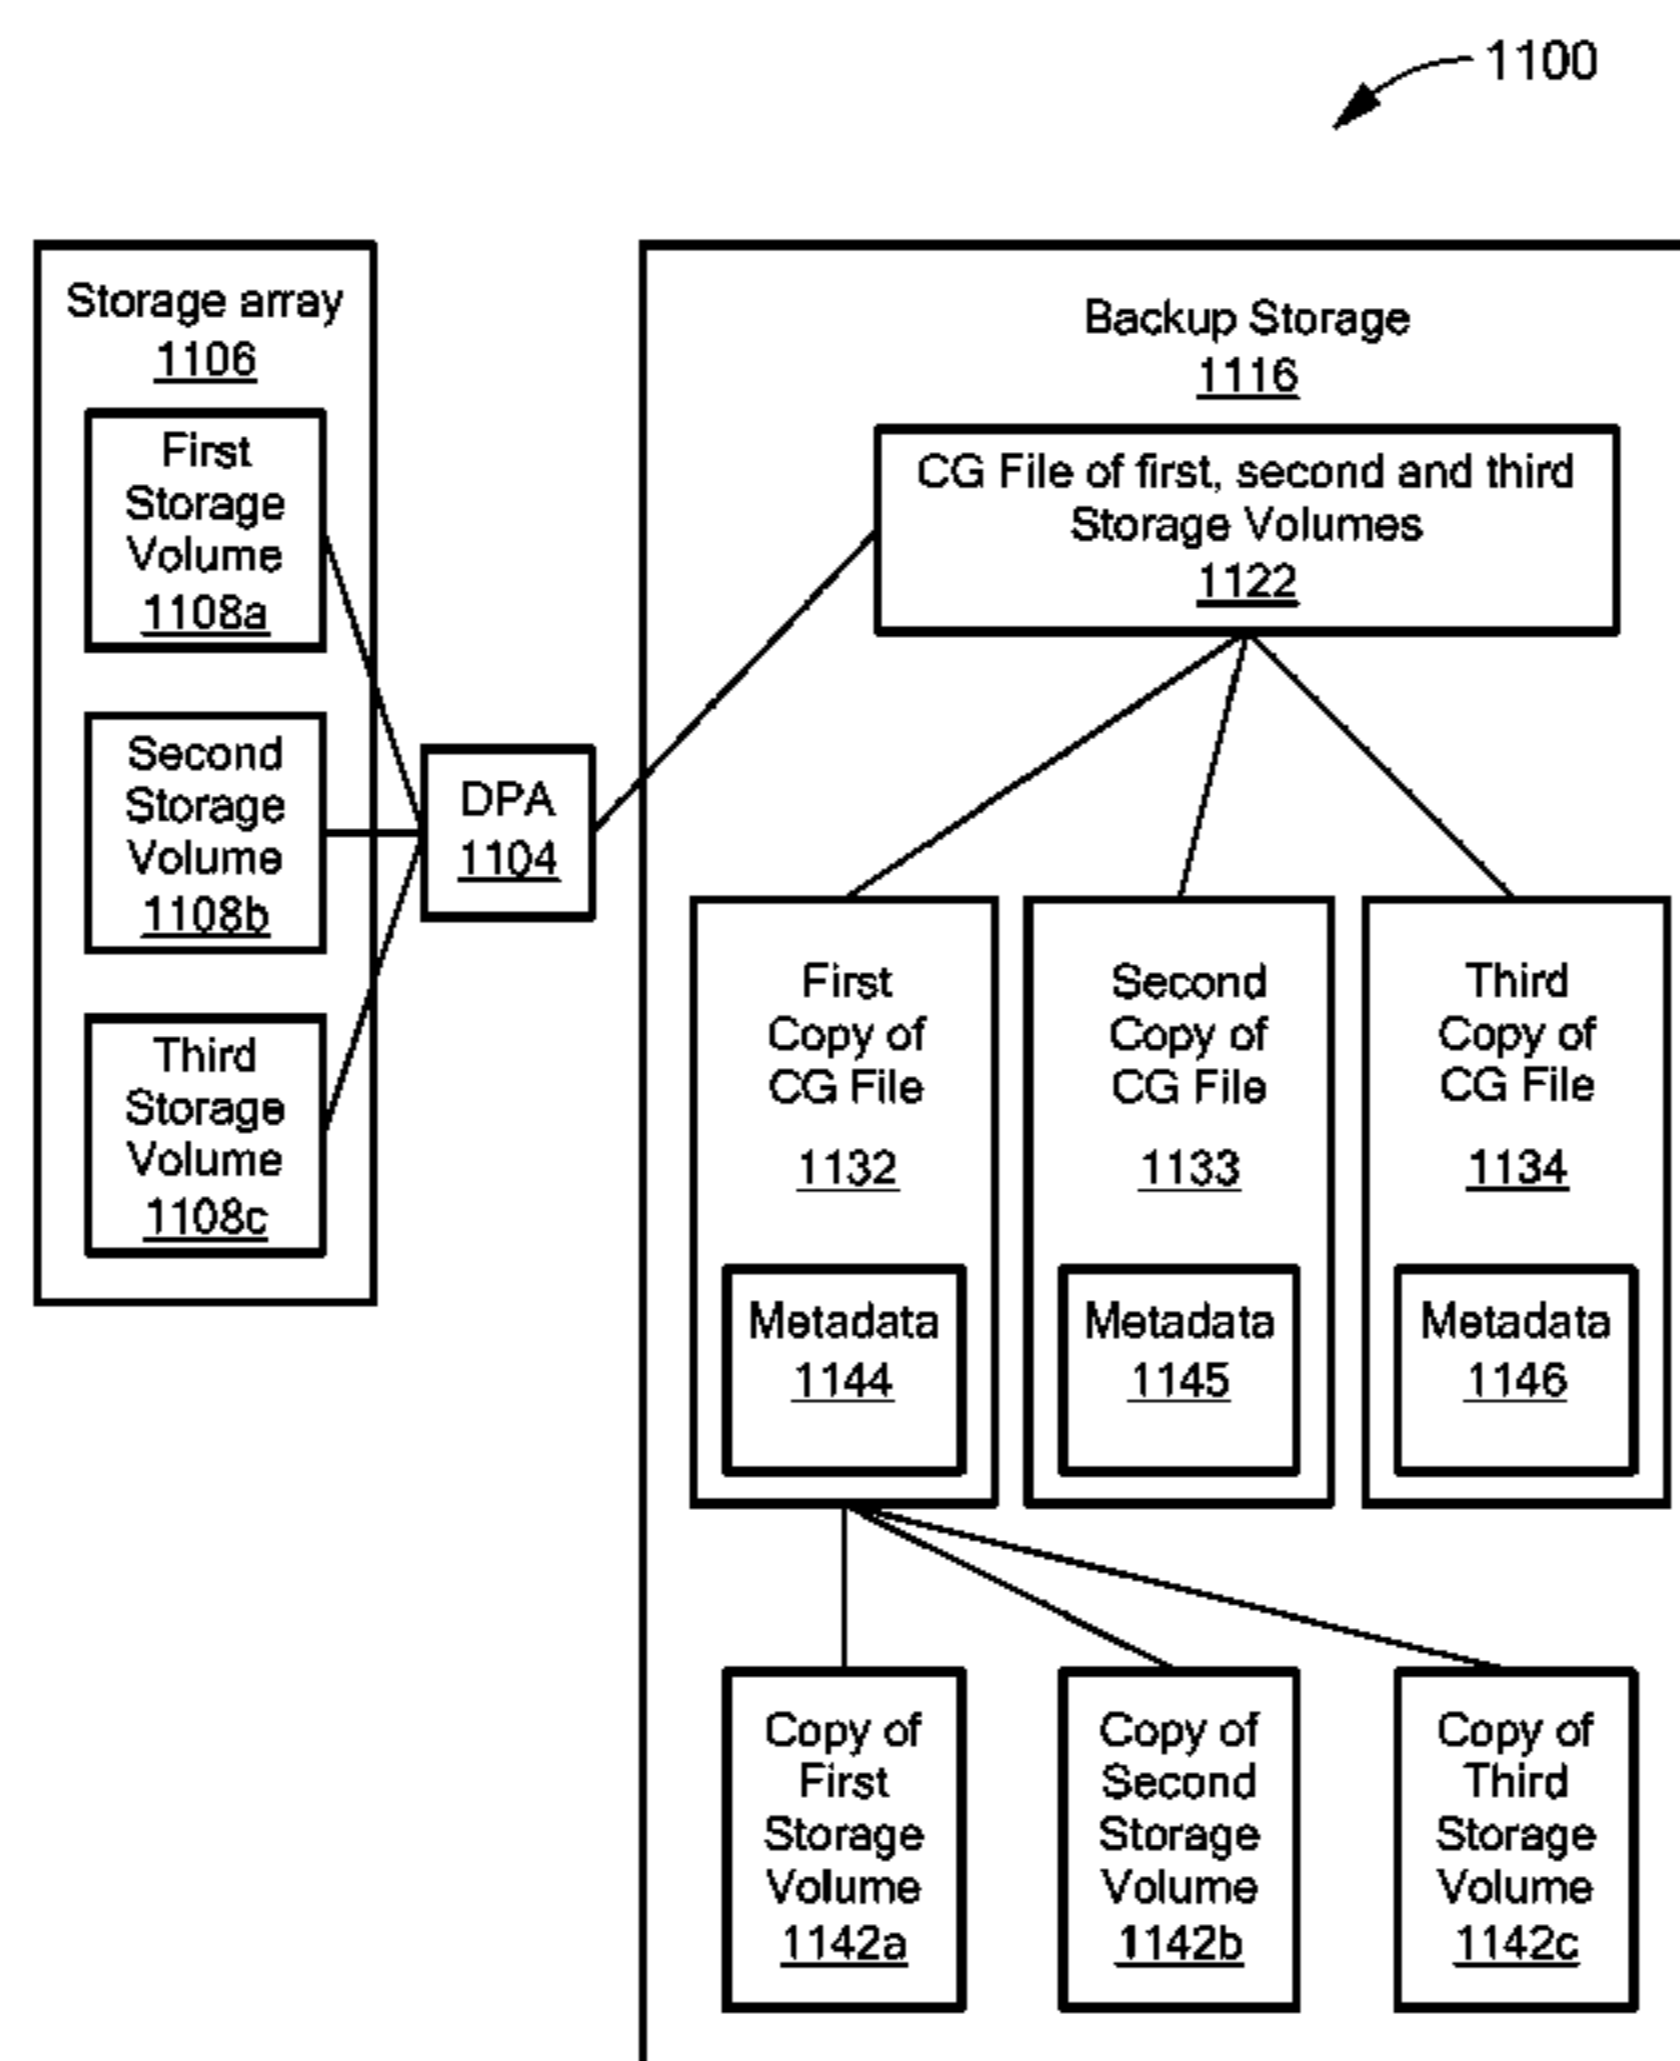 1100
Storage array
1106
First
Storage
Volume
1108a
Second
Storage
Volume
1108b
Third
Storage
Volume
1108c
DPA
1104
Backup Storage
1116
CG File of first, second and third
Storage Volumes
1122
First
Copy of
CG File
1132
Metadata
1144
Second
Copy of
CG File
1133
Metadata
1145
Third
Copy of
CG File
1134
Metadata
1146
Copy of
First
Storage
Volume
1142a
Copy of
Second
Storage
Volume
1142b
Copy of
Third
Storage
Volume
1142c